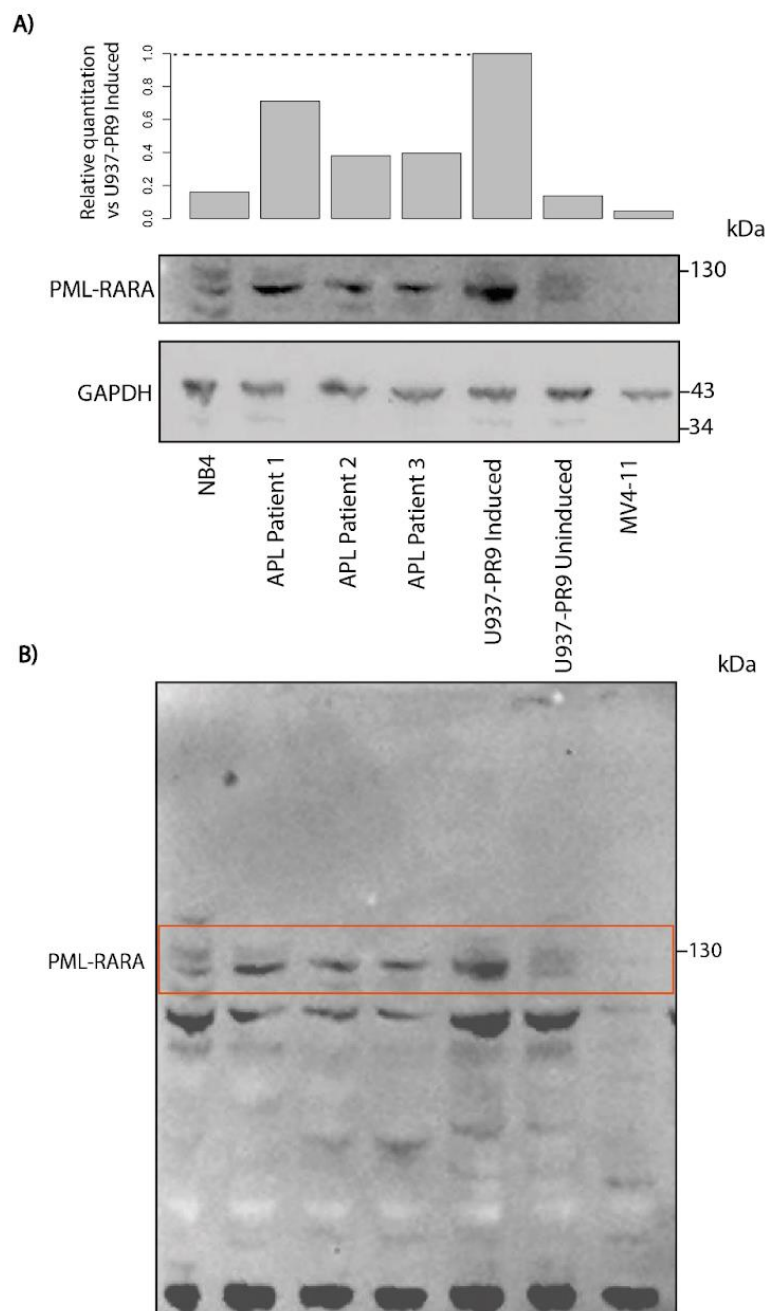 A)
Relative quantitation
vs U937-PR9 Induced
1.0
0.8
0.6
0.4
0.2
0.0
kDa
PML-RARA
130
GAPDH
43
34
NB4
APL Patient 1
APL Patient 2
APL Patient 3
U937-PR9 Induced
U937-PR9 Uninduced
MV4-11
B)
kDa
PML-RARA
130